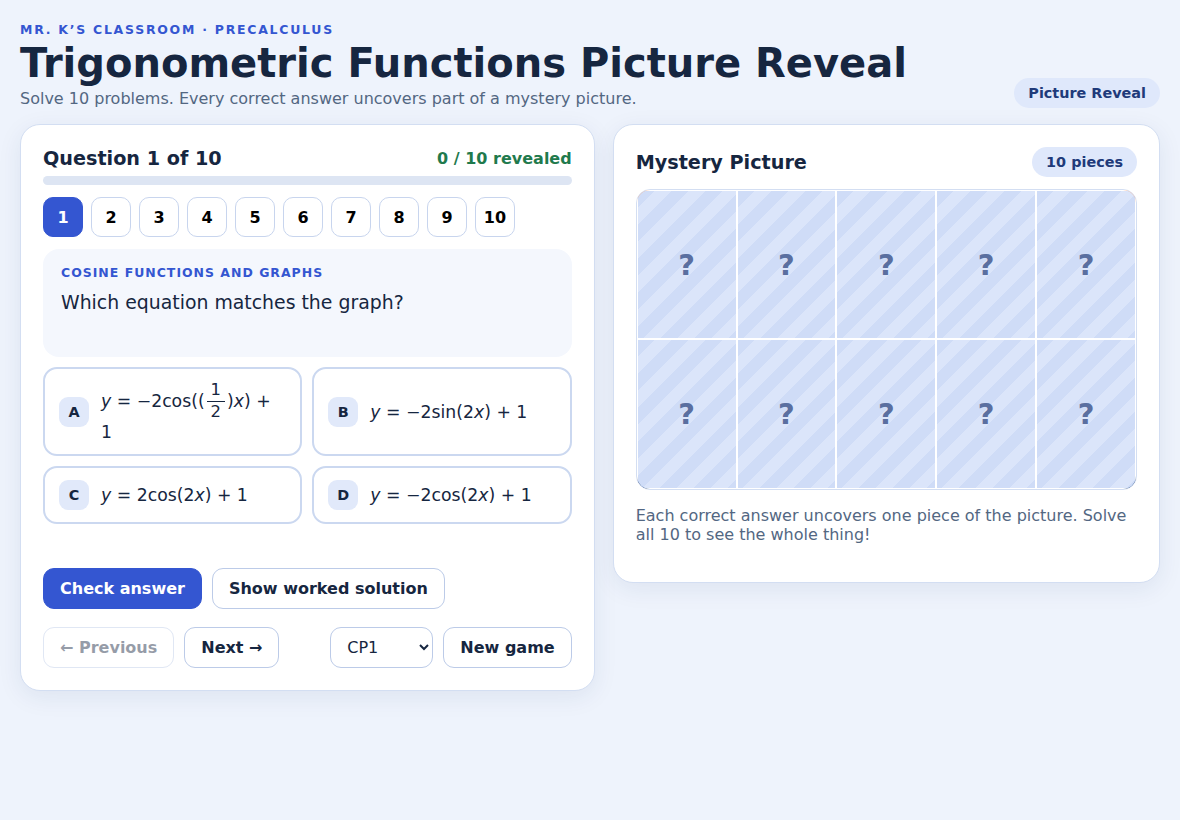 MR. K’S CLASSROOM · PRECALCULUS
Trigonometric Functions Picture Reveal
Solve 10 problems. Every correct answer uncovers part of a mystery picture.
Picture Reveal
Question 1 of 10
0 / 10 revealed
1 2 3 4 5 6 7 8 9 10
COSINE FUNCTIONS AND GRAPHS
Which equation matches the graph?
A y = −2cos((1/2)x) +
1
B y = −2sin(2x) + 1
C y = 2cos(2x) + 1
D y = −2cos(2x) + 1
Check answer
Show worked solution
← Previous
Next →
CP1
New game
Mystery Picture
10 pieces
? ? ? ? ?
? ? ? ? ?
Each correct answer uncovers one piece of the picture. Solve
all 10 to see the whole thing!